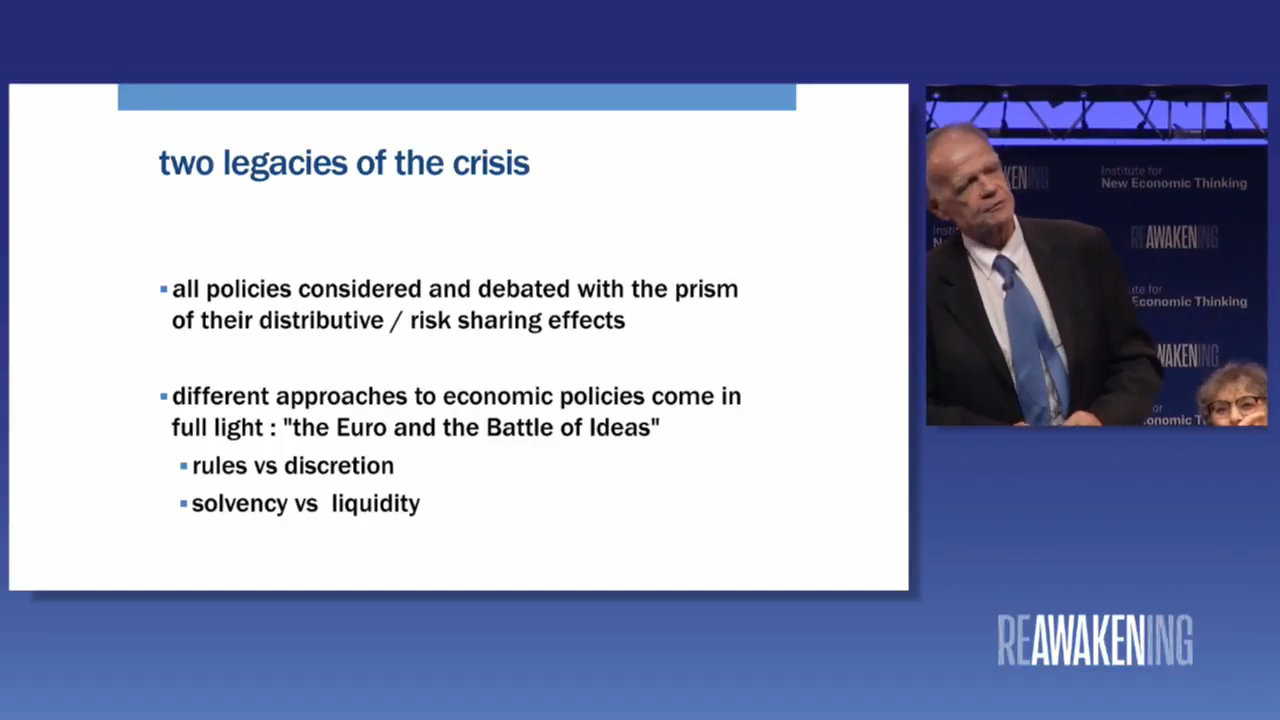 two legacies of the crisis
▪ all policies considered and debated with the prism
of their distributive / risk sharing effects
▪ different approaches to economic policies come in
full light : "the Euro and the Battle of Ideas"
▪ rules vs discretion
▪ solvency vs liquidity
Institute for
New Economic Thinking
REAWAKENING
Economic Thinking
AWAKENING
REAWAKENING